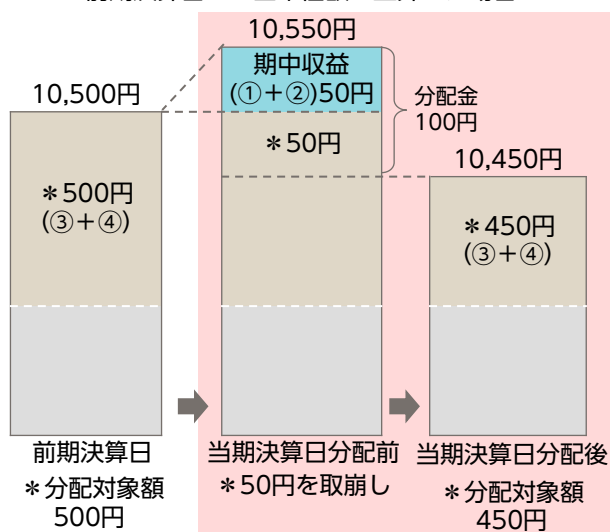 10,550円
期中収益
(①+②)50円
分配金
100円
10,500円
*50円
10,450円
*500円
(③+④)
*450円
(③+④)
前期決算日
当期決算日分配前
当期決算日分配後
*分配対象額
500円
*50円を取崩し
*分配対象額
450円